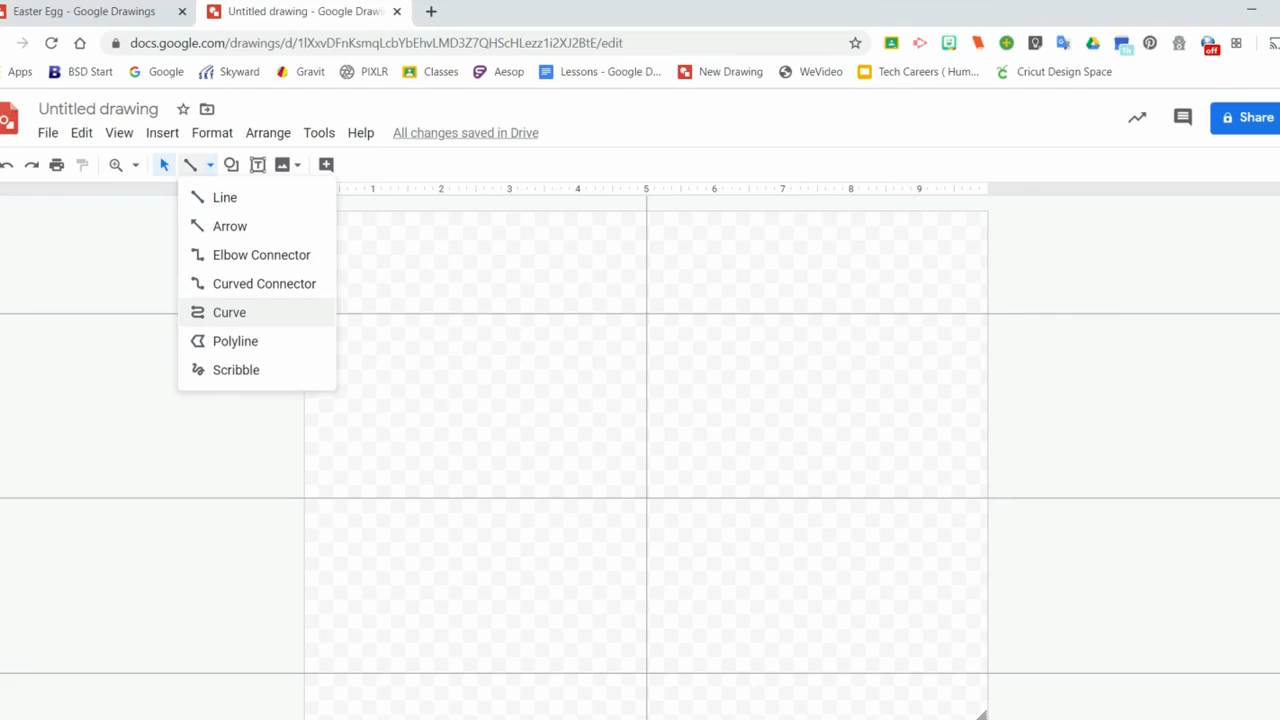 Easter Egg - Google Drawings
Untitled drawing - Google Drawi
docs.google.com/drawings/d/
/edit
1h
off
Apps
BSD Start
Google
Skyward
Gravit
PIXLR
Classes
Aesop
Lessons - Google D...
New Drawing
WeVideo
Tech Careers ( Hum...
Cricut Design Space
Untitled drawing
File
Edit
View
Insert
Format
Arrange
Tools
Help
All changes saved in Drive
Share
1 2 3 4 5 6 7 8 9
Line
Arrow
Elbow Connector
Curved Connector
Curve
Polyline
Scribble